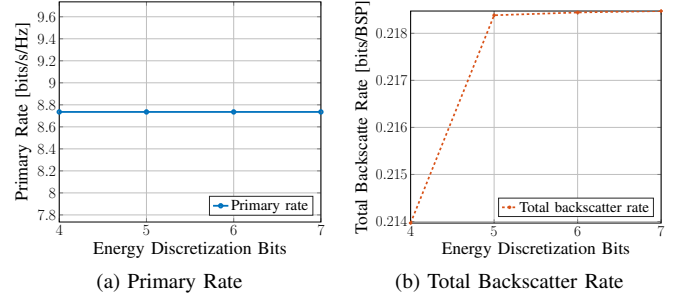 Primary Rate [bits/s/Hz]
9.6
9.4
9.2
9
8.8
8.6
8.4
8.2
8
7.8
4
5
6
7
Primary rate
Energy Discretization Bits
(a) Primary Rate
Total Backscatte Rate [bits/BSP]
0.218
0.218
0.216
0.215
0.214
4
5
6
7
Total backscatter rate
Energy Discretization Bits
(b) Total Backscatter Rate